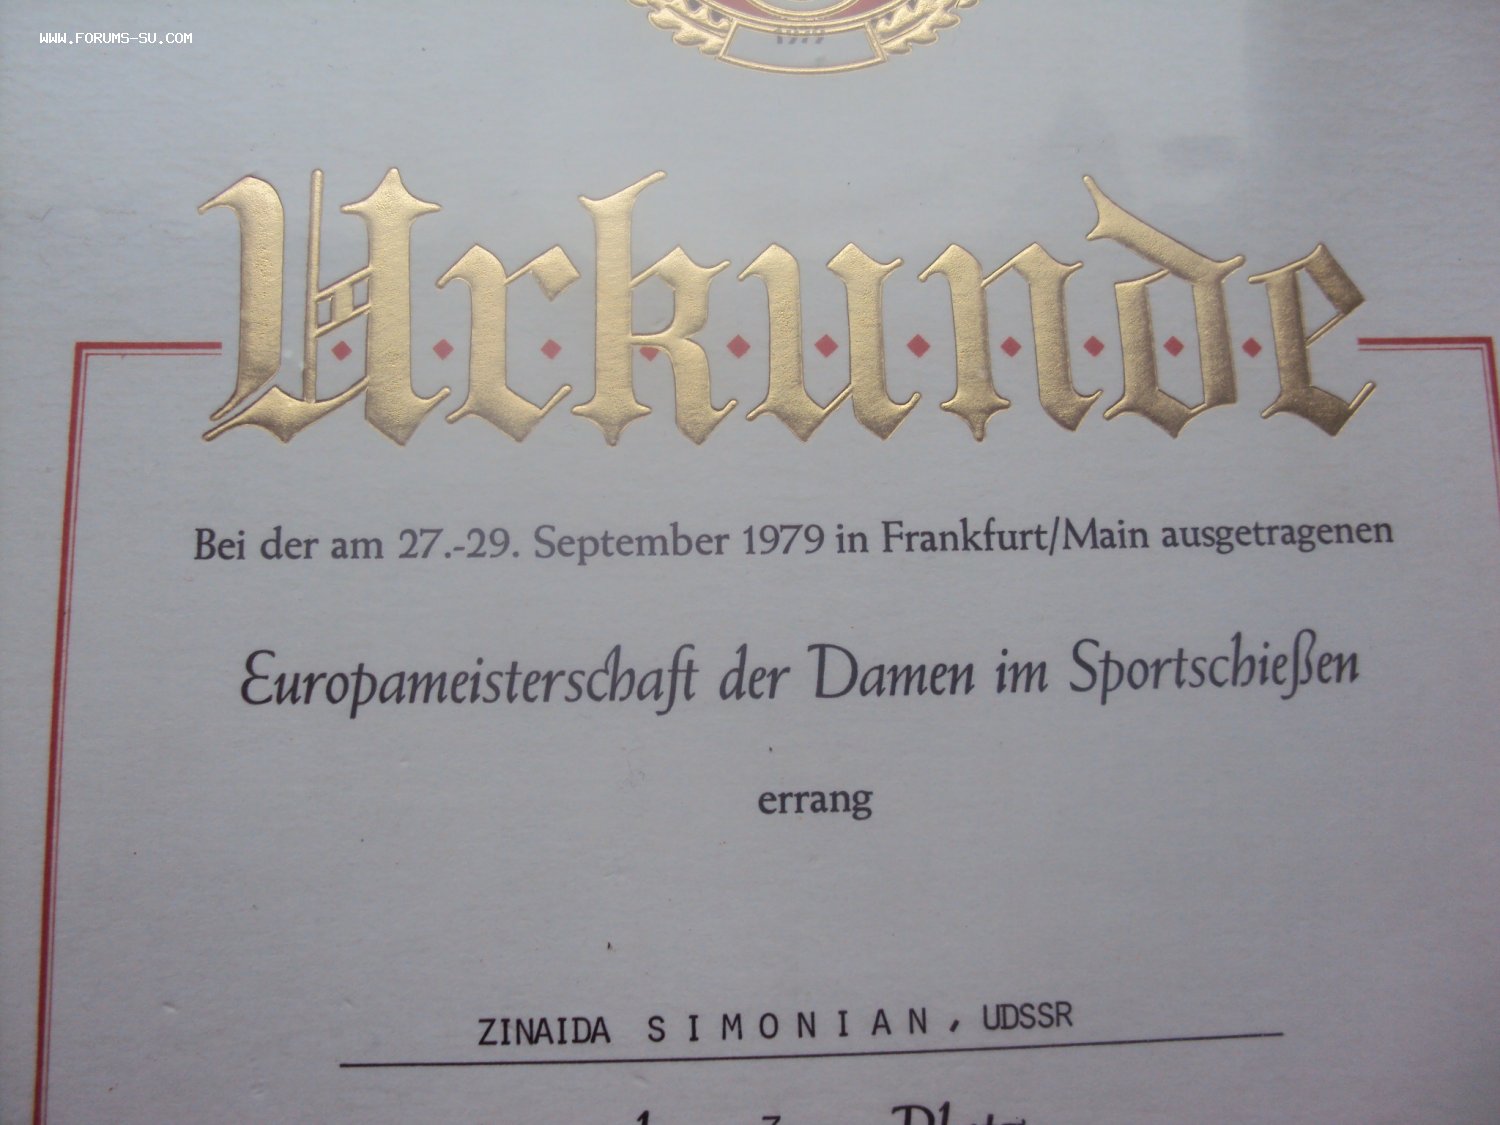 WWW.FORUMS-SU.COM
1979
Urkunde
Bei der am 27.-29. September 1979 in Frankfurt/Main ausgetragenen
Europameisterschaft der Damen im Sportschießen
errang
ZINAIDA S I M O N I A N , UDSSR